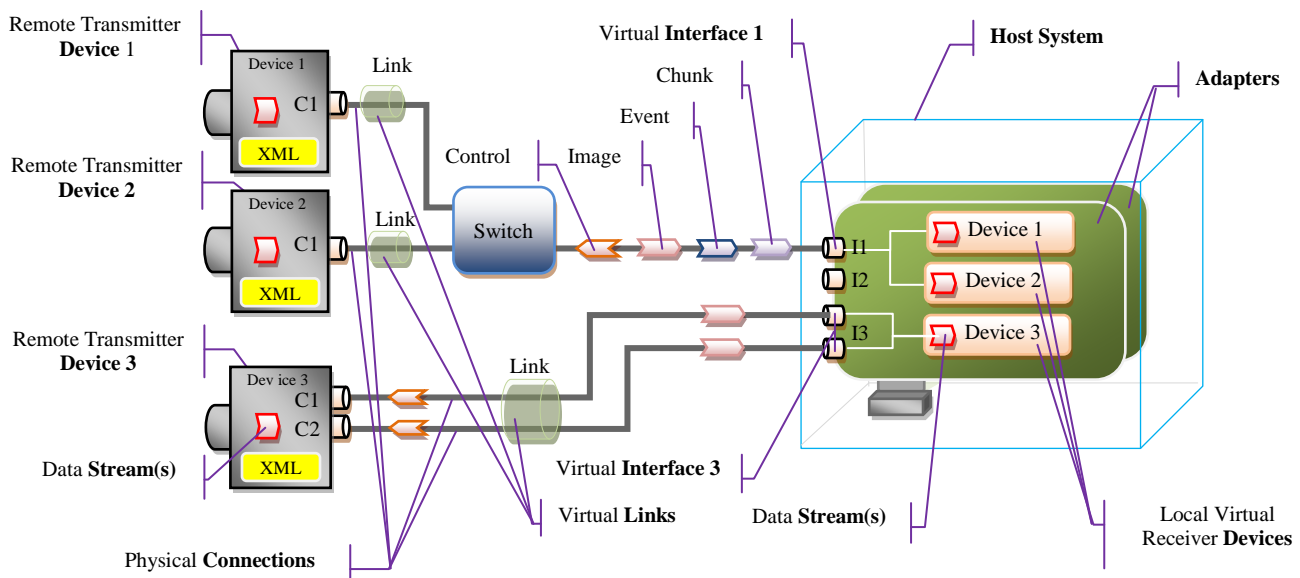 Remote Transmitter
Device 1
Device 1
C1
XML
Link
Virtual Interface 1
Host System
Chunk
Adapters
Event
Remote Transmitter
Device 2
Device 2
C1
XML
Link
Control
Image
Switch
I1
I2
I3
Device 1
Device 2
Device 3
Remote Transmitter
Device 3
Dev ice 3
C1
C2
XML
Link
Data Stream(s)
Virtual Interface 3
Virtual Links
Data Stream(s)
Local Virtual
Receiver Devices
Physical Connections